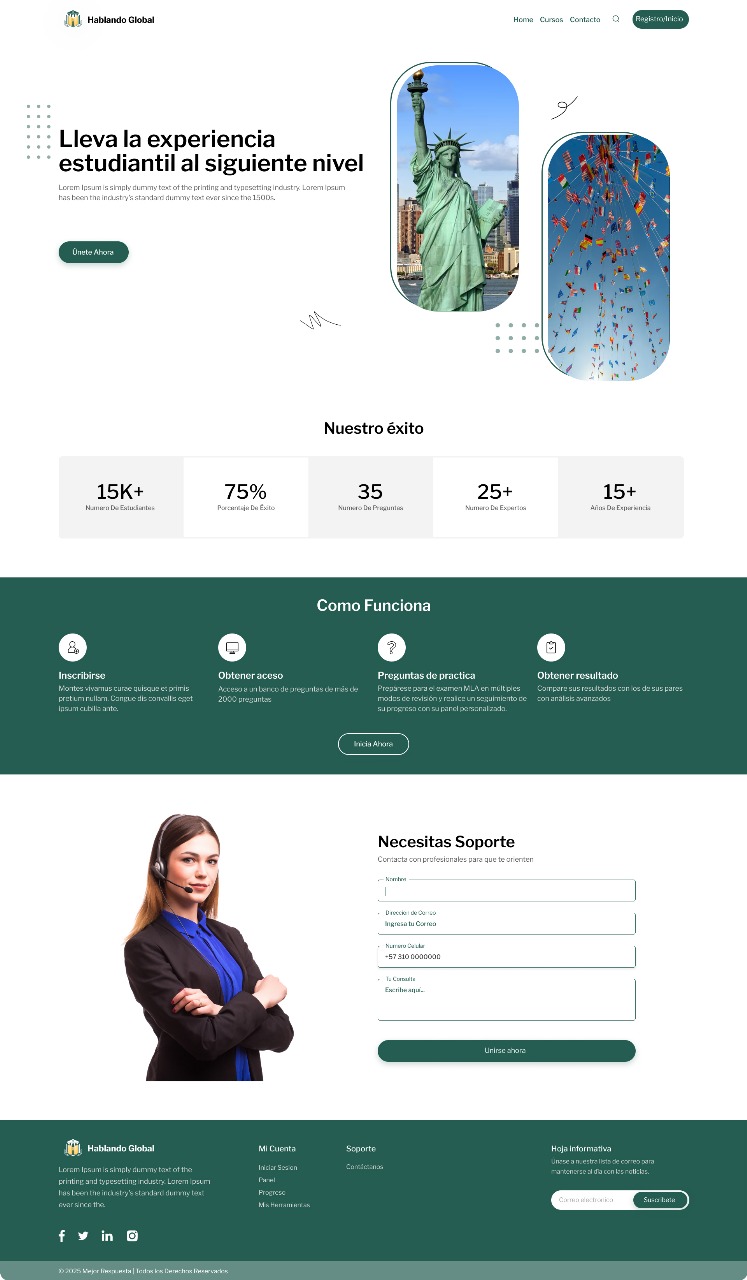 Hablando Global
Home Cursos Contacto Registro/Inicio
Lleva la experiencia
estudiantil al siguiente nivel
Lorem Ipsum is simply dummy text of the printing and typesetting industry. Lorem Ipsum
has been the industry's standard dummy text ever since the 1500s.
Únete Ahora
Nuestro éxito
15K+ 75% 35 25+ 15+
Numero De Estudiantes Porcentaje De Éxito Numero De Preguntas Numero De Expertos Años De Experiencia
Como Funciona
Inscribirse
Montes vivamus curae quisque et primis
pretium nullam. Congue dis convallis eget
ipsum cubilia ante.
Obtener aceso
Acceso a un banco de preguntas de más de
2000 preguntas
Preguntas de practica
Prepárese para el examen MLA en múltiples
modos de revisión y realice un seguimiento de
su progreso con su panel personalizado.
Obtener resultado
Compare sus resultados con los de sus pares
con análisis avanzados
Inicia Ahora
Necesitas Soporte
Contacta con profesionales para que te orienten
Nombre
Direccion de Correo
Ingresa tu Correo
Numero Celular
+57 310 0000000
Tu Consulta
Escribe aquí...
Unirse ahora
Hablando Global
Lorem Ipsum is simply dummy text of the
printing and typesetting industry. Lorem Ipsum
has been the industry's standard dummy text
ever since the.
Mi Cuenta
Iniciar Sesion
Panel
Progreso
Mis Herramientas
Soporte
Contáctanos
Hoja informativa
Únase a nuestra lista de correo para
mantenerse al día con las noticias.
Correo electronico Suscribete
© 2025 Mejor Respuesta | Todos los Derechos Reservados.